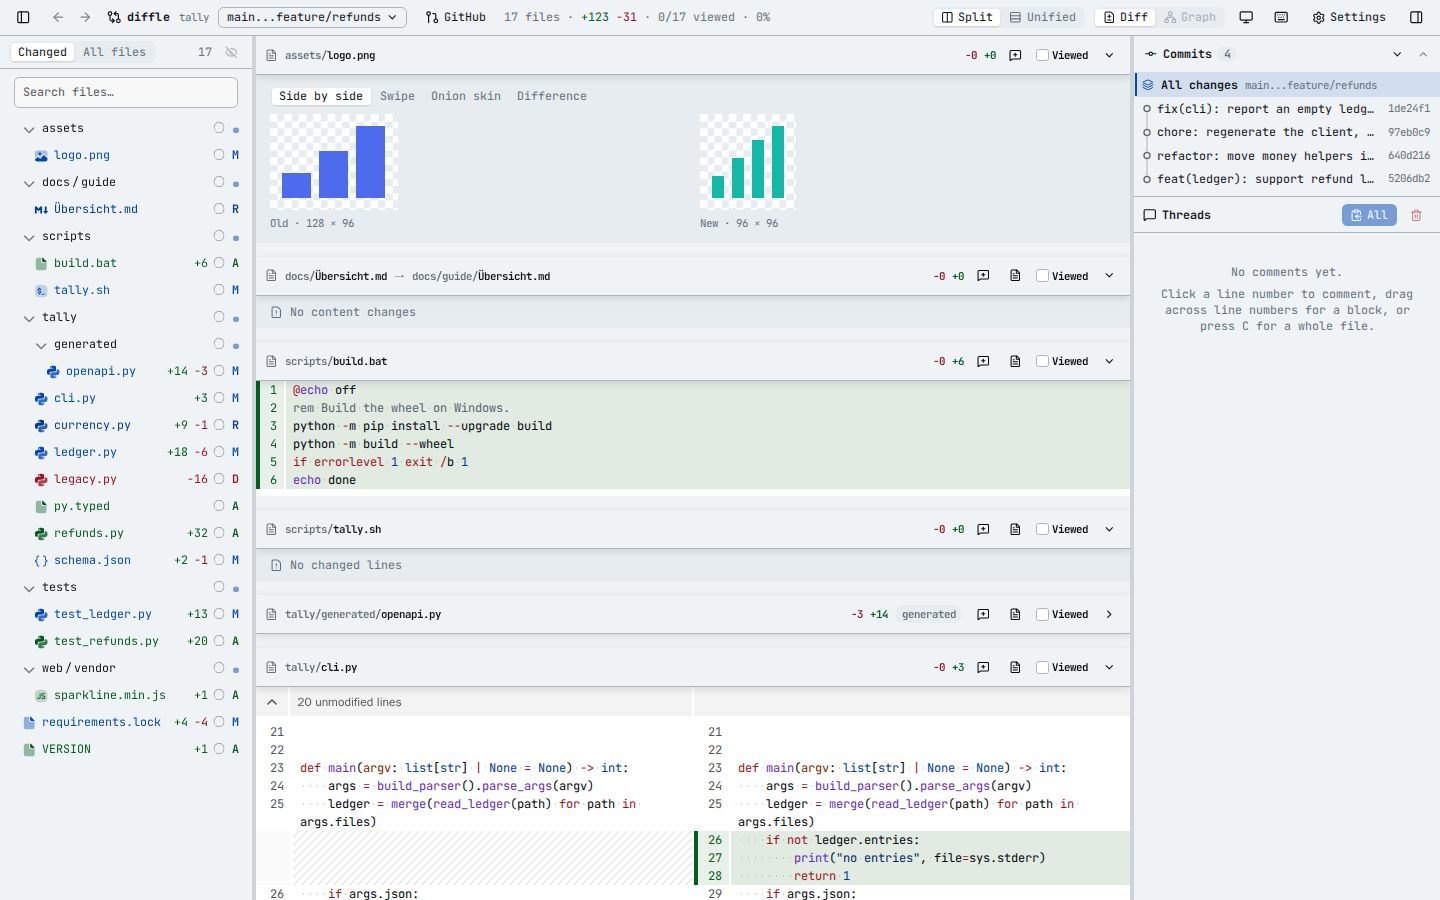 diffle tally main...feature/refunds GitHub 17 files · +123 -31 · 0/17 viewed · 0% Split Unified Diff Graph Settings
Changed All files 17
Search files…
assets
logo.png M
docs/guide
Übersicht.md R
scripts
build.bat +6 A
tally.sh M
tally
generated
openapi.py +14 -3 M
cli.py +3 M
currency.py +9 -1 R
ledger.py +18 -6 M
legacy.py -16 D
py.typed A
refunds.py +32 A
schema.json +2 -1 M
tests
test_ledger.py +13 M
test_refunds.py +20 A
web/vendor
sparkline.min.js +1 A
requirements.lock +4 -4 M
VERSION +1 A
assets/logo.png -0 +0 Viewed
Side by side Swipe Onion skin Difference
Old · 128 × 96 New · 96 × 96
docs/Übersicht.md → docs/guide/Übersicht.md -0 +0 Viewed
No content changes
scripts/build.bat -0 +6 Viewed
1 @echo off
2 rem Build the wheel on Windows.
3 python -m pip install --upgrade build
4 python -m build --wheel
5 if errorlevel 1 exit /b 1
6 echo done
scripts/tally.sh -0 +0 Viewed
No changed lines
tally/generated/openapi.py -3 +14 generated Viewed
tally/cli.py -0 +3 Viewed
20 unmodified lines
21 21
22 22
23 def main(argv: list[str] | None = None) -> int: 23 def main(argv: list[str] | None = None) -> int:
24 args = build_parser().parse_args(argv) 24 args = build_parser().parse_args(argv)
25 ledger = merge(read_ledger(path) for path in 25 ledger = merge(read_ledger(path) for path in
args.files) args.files)
26 if not ledger.entries:
27 print("no entries", file=sys.stderr)
28 return 1
26 if args.json: 29 if args.json:
Commits 4
All changes main...feature/refunds
fix(cli): report an empty ledg… 1de24f1
chore: regenerate the client, … 97eb0c9
refactor: move money helpers i… 640d216
feat(ledger): support refund l… 5206db2
Threads All
No comments yet.
Click a line number to comment, drag
across line numbers for a block, or
press C for a whole file.